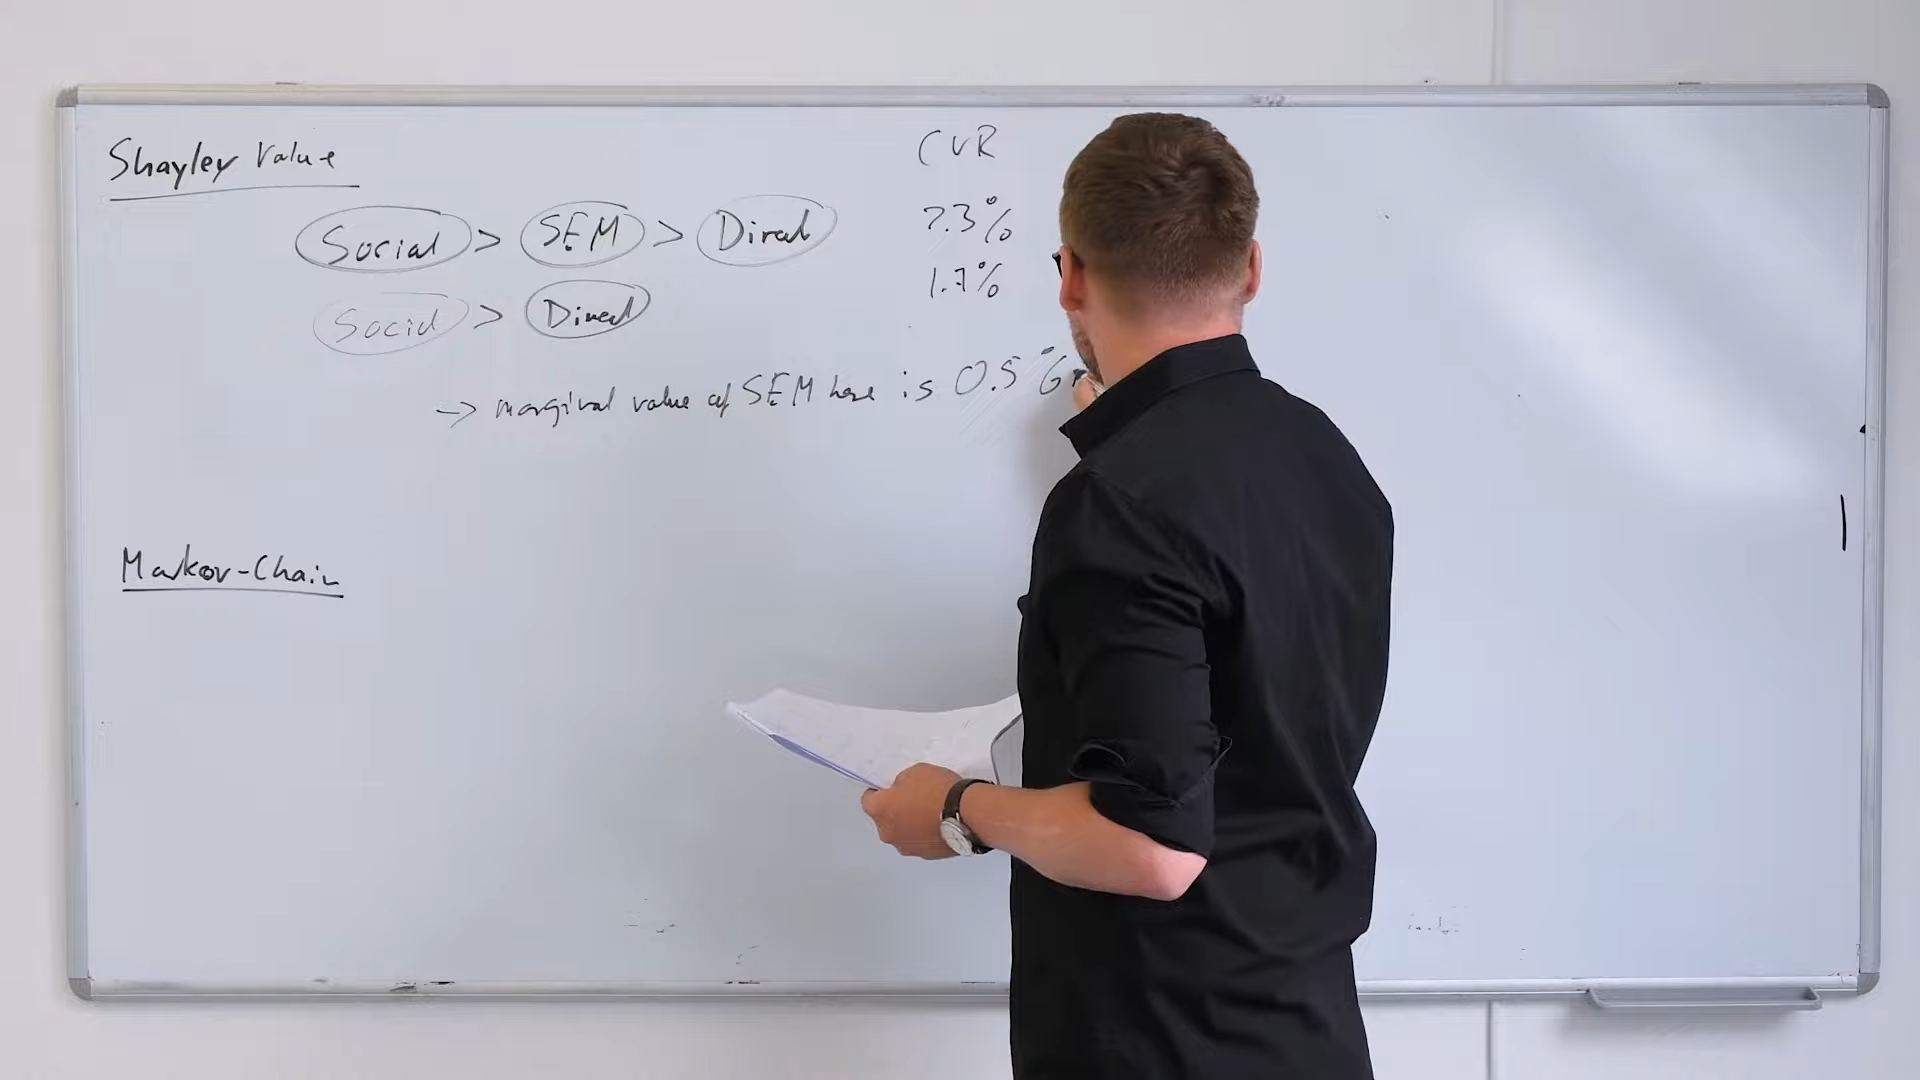 Shapley Value
CVR
Social > SEM > Direct 2.3%
Social > Direct 1.7%
→ marginal value of SEM here is 0.5%
Markov-Chain